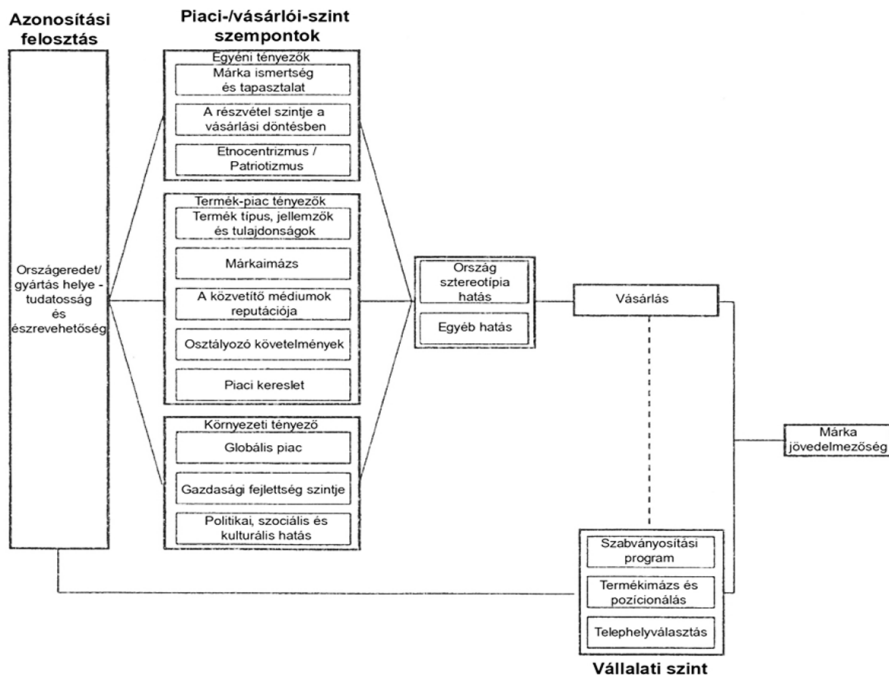 Azonosítási
felosztás
Országeredet/
gyártás helye -
tudatosság
és
észrevehetőség
Piaci-/vásárlói-szint
szempontok
Egyéni tényezők
Márka ismertség
és tapasztalat
A részvétel szintje a
vásárlási döntésben
Etnocentrizmus /
Patriotizmus
Termék-piac tényezők
Termék típus, jellemzők
és tulajdonságok
Márkaimázs
A közvetítő médiumok
reputációja
Osztályozó követelmények
Piaci kereslet
Környezeti tényező
Globális piac
Gazdasági fejlettség szintje
Politikai, szociális és
kulturális hatás
Ország
sztereotípia
hatás
Egyéb hatás
Vásárlás
Márka
jövedelmezőség
Szabványosítási
program
Termékimázs és
pozícionálás
Telephelyválasztás
Vállalati szint